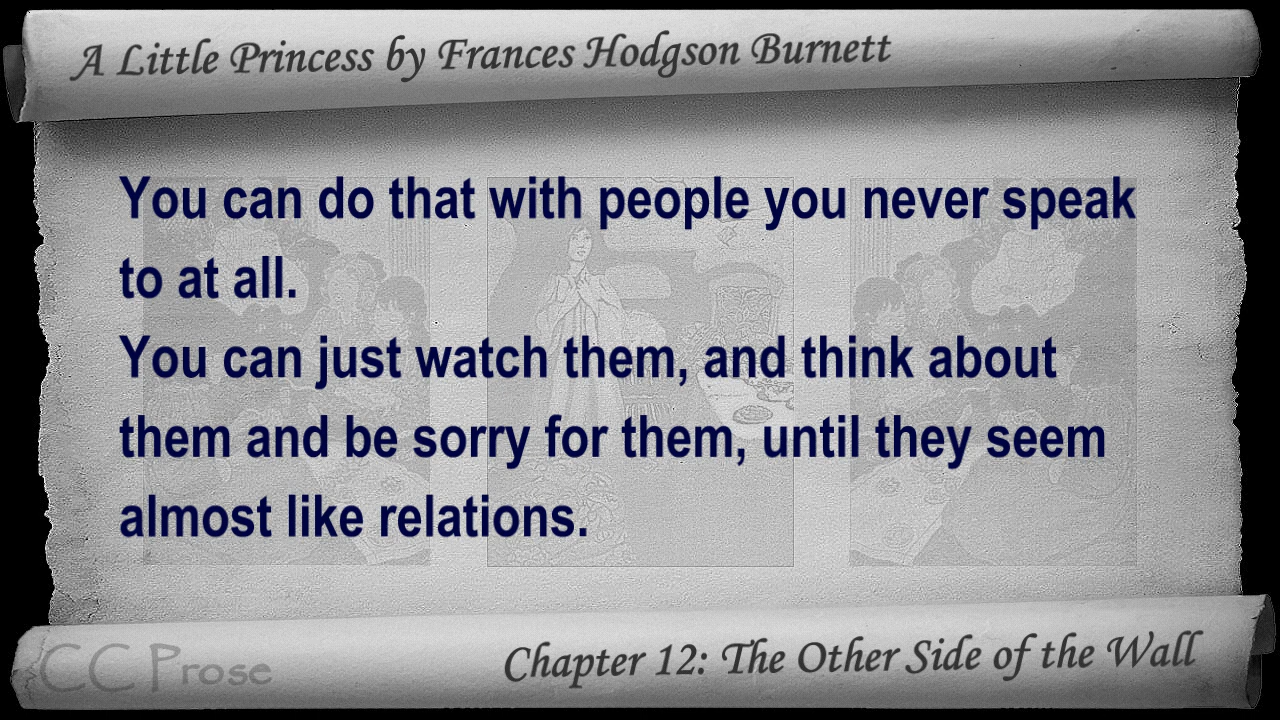 A Little Princess by Frances Hodgson Burnett
You can do that with people you never speak
to at all.
You can just watch them, and think about
them and be sorry for them, until they seem
almost like relations.
CC Prose
Chapter 12: The Other Side of the Wall